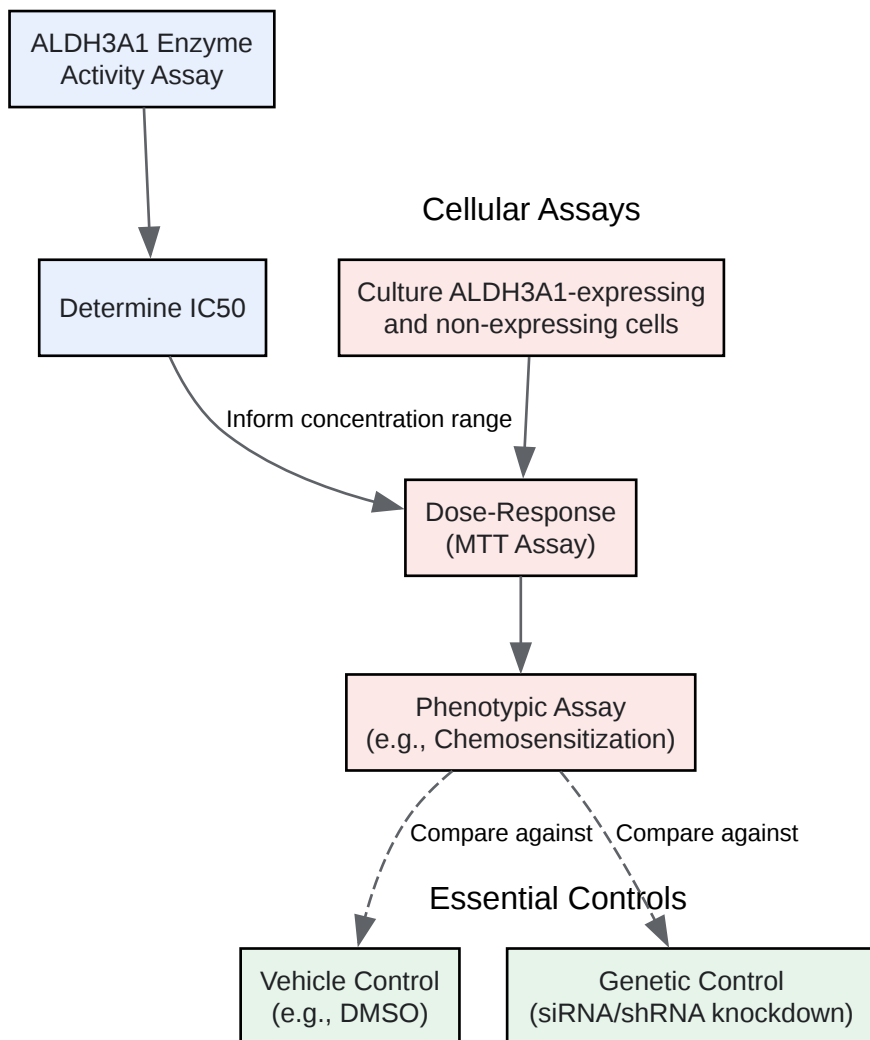 ALDH3A1 Enzyme
Activity Assay
Cellular Assays
Determine IC50
Culture ALDH3A1-expressing
and non-expressing cells
Inform concentration range
Dose-Response
(MTT Assay)
Phenotypic Assay
(e.g., Chemosensitization)
Compare against
Compare against
Essential Controls
Vehicle Control
(e.g., DMSO)
Genetic Control
(siRNA/shRNA knockdown)